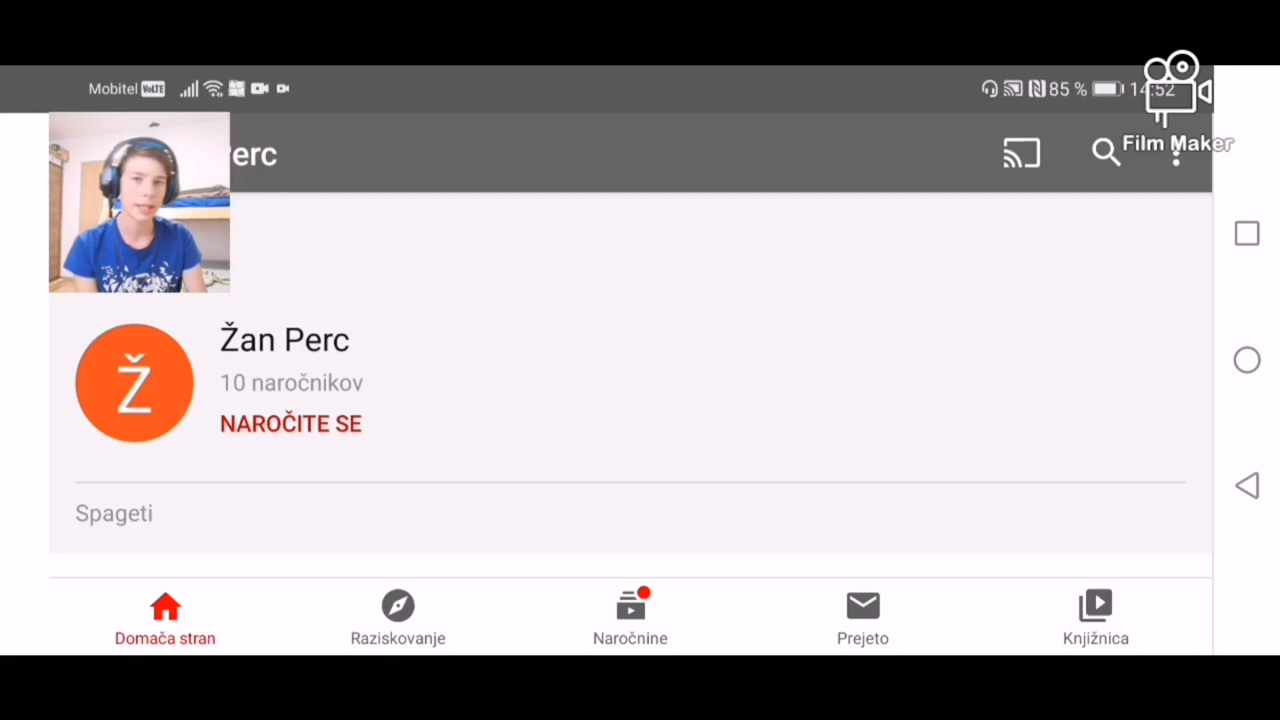 Mobitel VoLTE 85 % 14:52
Film Maker
erc
Ž
Žan Perc
10 naročnikov
NAROČITE SE
Spageti
Domača stran
Raziskovanje
Naročnine
Prejeto
Knjižnica